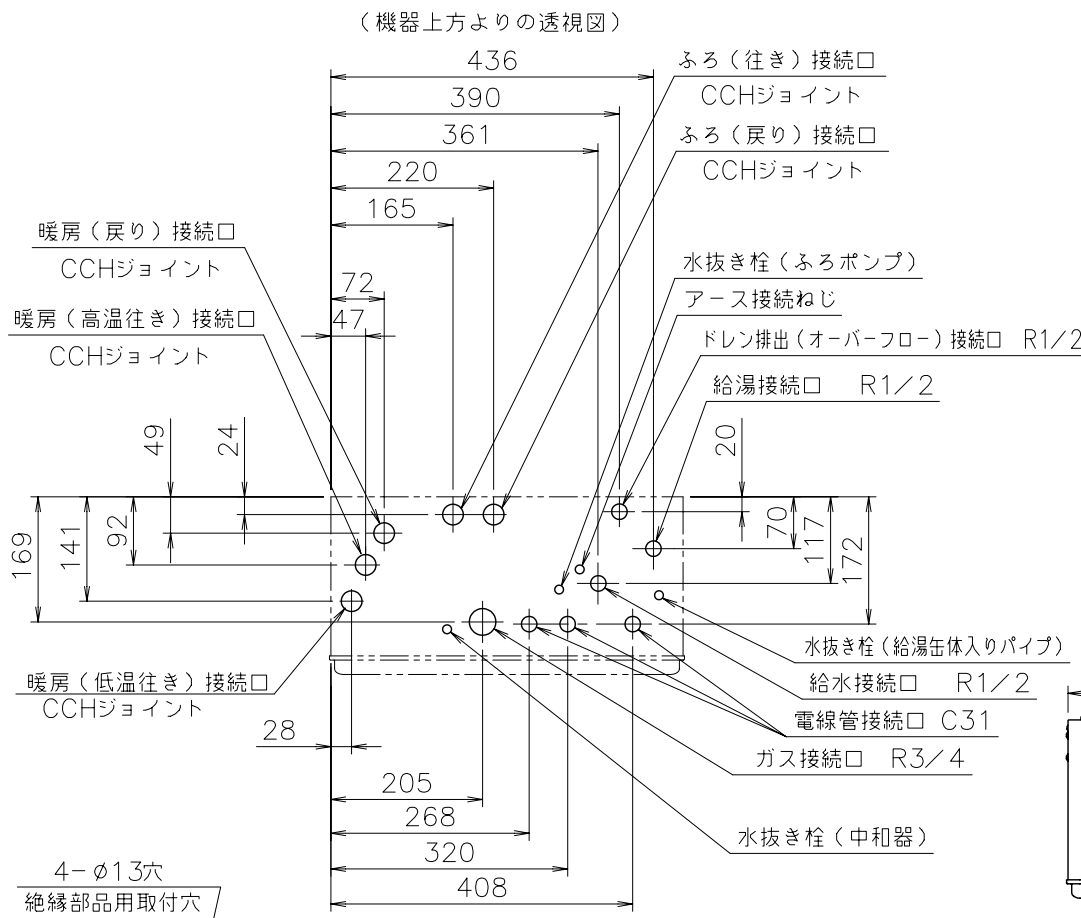 (機器上方よりの透視図)
436
390
361
220
165
72
47
ふろ(往き)接続口
CCHジョイント
ふろ(戻り)接続口
CCHジョイント
暖房(戻り)接続口
CCHジョイント
暖房(高温往き)接続口
CCHジョイント
水抜き栓(ふろポンプ)
アース接続ねじ
ドレン排出(オーバーフロー)接続口 R1/2
給湯接続口 R1/2
49
24
20
169
141
92
70
117
172
水抜き栓(給湯缶体入りパイプ)
給水接続口 R1/2
電線管接続口 C31
ガス接続口 R3/4
水抜き栓(中和器)
暖房(低温往き)接続口
CCHジョイント
28
205
268
320
408
4-φ13穴
絶縁部品用取付穴